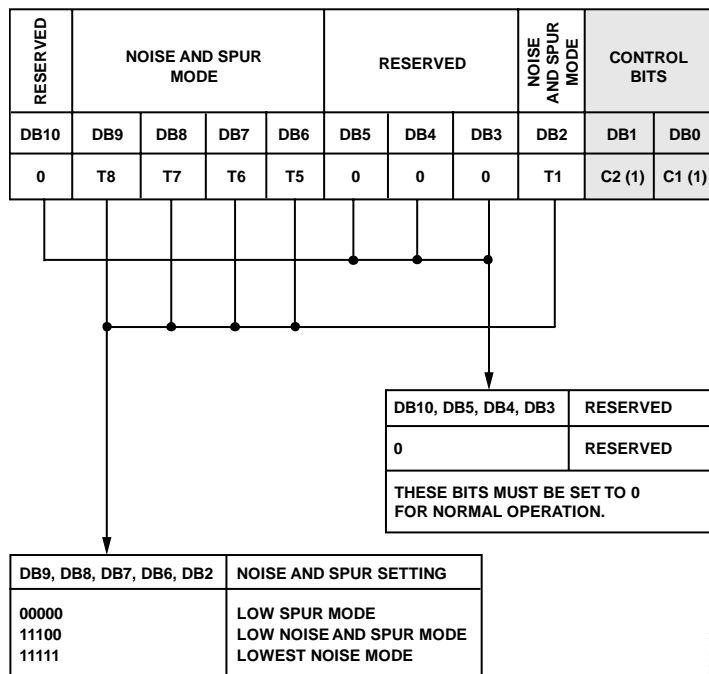 RESERVED
NOISE AND SPUR
MODE
RESERVED
NOISE
AND SPUR
MODE
CONTROL
BITS
DB10 DB9 DB8 DB7 DB6 DB5 DB4 DB3 DB2 DB1 DB0
0 T8 T7 T6 T5 0 0 0 T1 C2 (1) C1 (1)
DB10, DB5, DB4, DB3 RESERVED
0 RESERVED
THESE BITS MUST BE SET TO 0
FOR NORMAL OPERATION.
DB9, DB8, DB7, DB6, DB2 NOISE AND SPUR SETTING
00000 LOW SPUR MODE
11100 LOW NOISE AND SPUR MODE
11111 LOWEST NOISE MODE